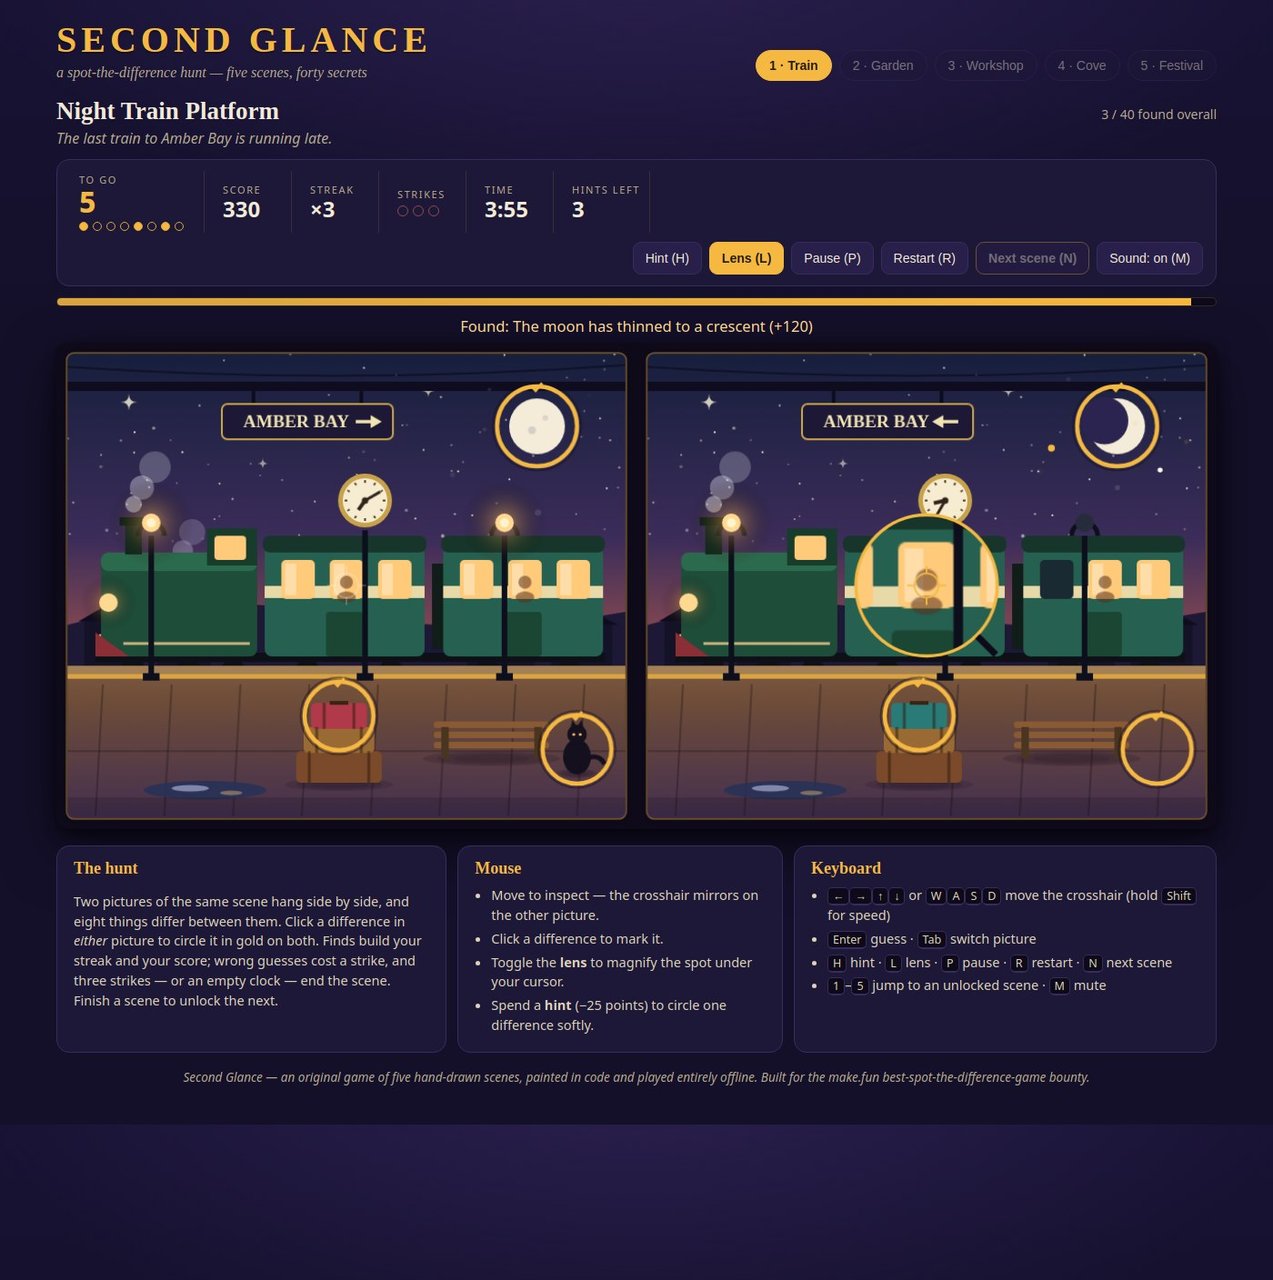 SECOND GLANCE
a spot-the-difference hunt — five scenes, forty secrets
1 · Train
2 · Garden
3 · Workshop
4 · Cove
5 · Festival
Night Train Platform
3 / 40 found overall
The last train to Amber Bay is running late.
TO GO
5
SCORE
330
STREAK
×3
STRIKES
TIME
3:55
HINTS LEFT
3
Hint (H)
Lens (L)
Pause (P)
Restart (R)
Next scene (N)
Sound: on (M)
Found: The moon has thinned to a crescent (+120)
AMBER BAY
AMBER BAY
The hunt
Two pictures of the same scene hang side by side, and
eight things differ between them. Click a difference in
either picture to circle it in gold on both. Finds build your
streak and your score; wrong guesses cost a strike, and
three strikes — or an empty clock — end the scene.
Finish a scene to unlock the next.
Mouse
• Move to inspect — the crosshair mirrors on
the other picture.
• Click a difference to mark it.
• Toggle the lens to magnify the spot under
your cursor.
• Spend a hint (−25 points) to circle one
difference softly.
Keyboard
• ← → ↑ ↓ or W A S D move the crosshair (hold Shift
for speed)
• Enter guess · Tab switch picture
• H hint · L lens · P pause · R restart · N next scene
• 1–5 jump to an unlocked scene · M mute
Second Glance — an original game of five hand-drawn scenes, painted in code and played entirely offline. Built for the make.fun best-spot-the-difference-game bounty.